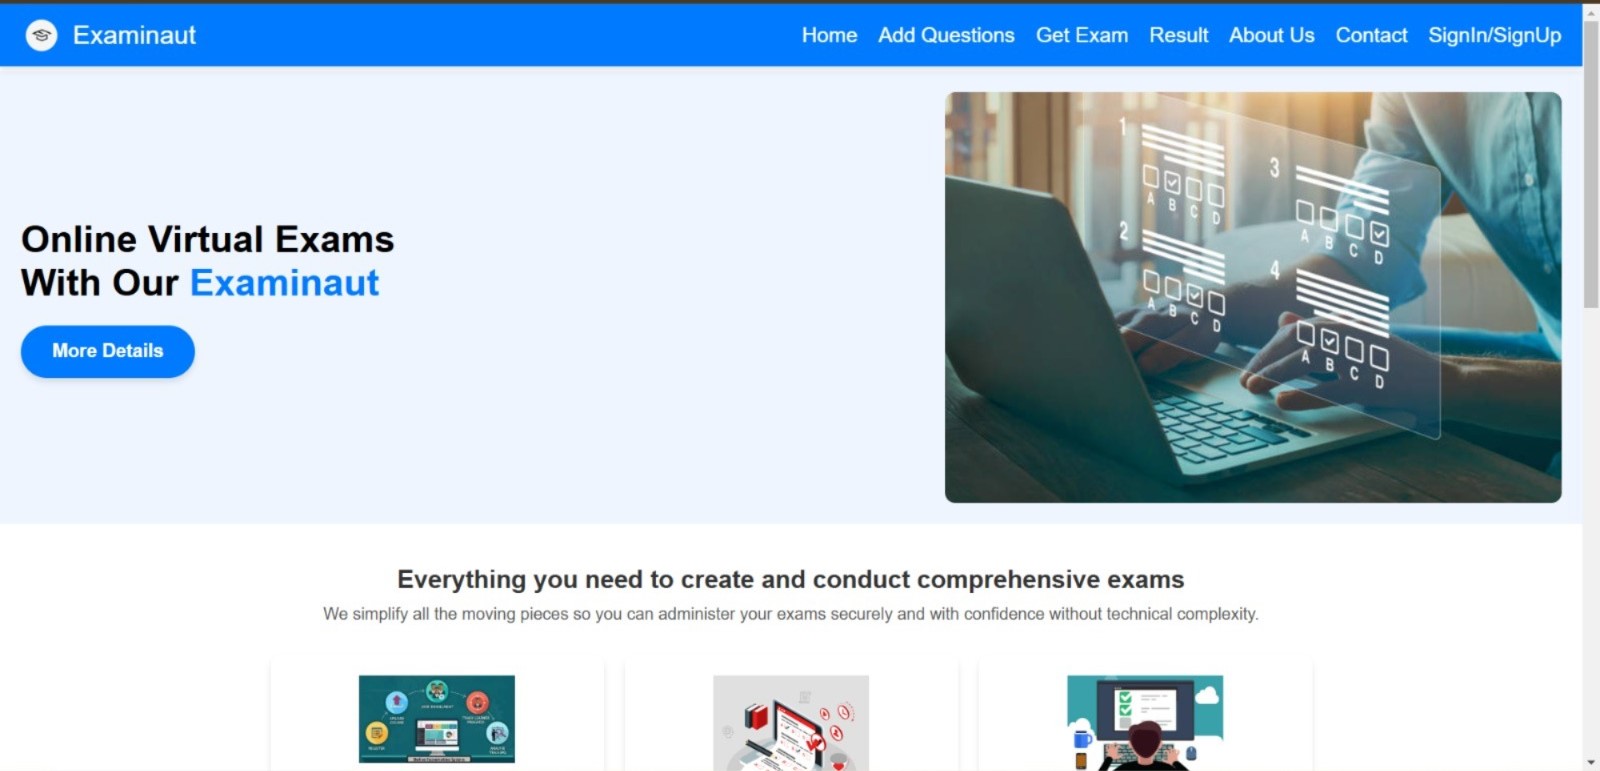 Examinaut
Home Add Questions Get Exam Result About Us Contact SignIn/SignUp
Online Virtual Exams
With Our Examinaut
More Details
1
A B C D
2
A B C D
3
A B C D
4
A B C D
Everything you need to create and conduct comprehensive exams
We simplify all the moving pieces so you can administer your exams securely and with confidence without technical complexity.